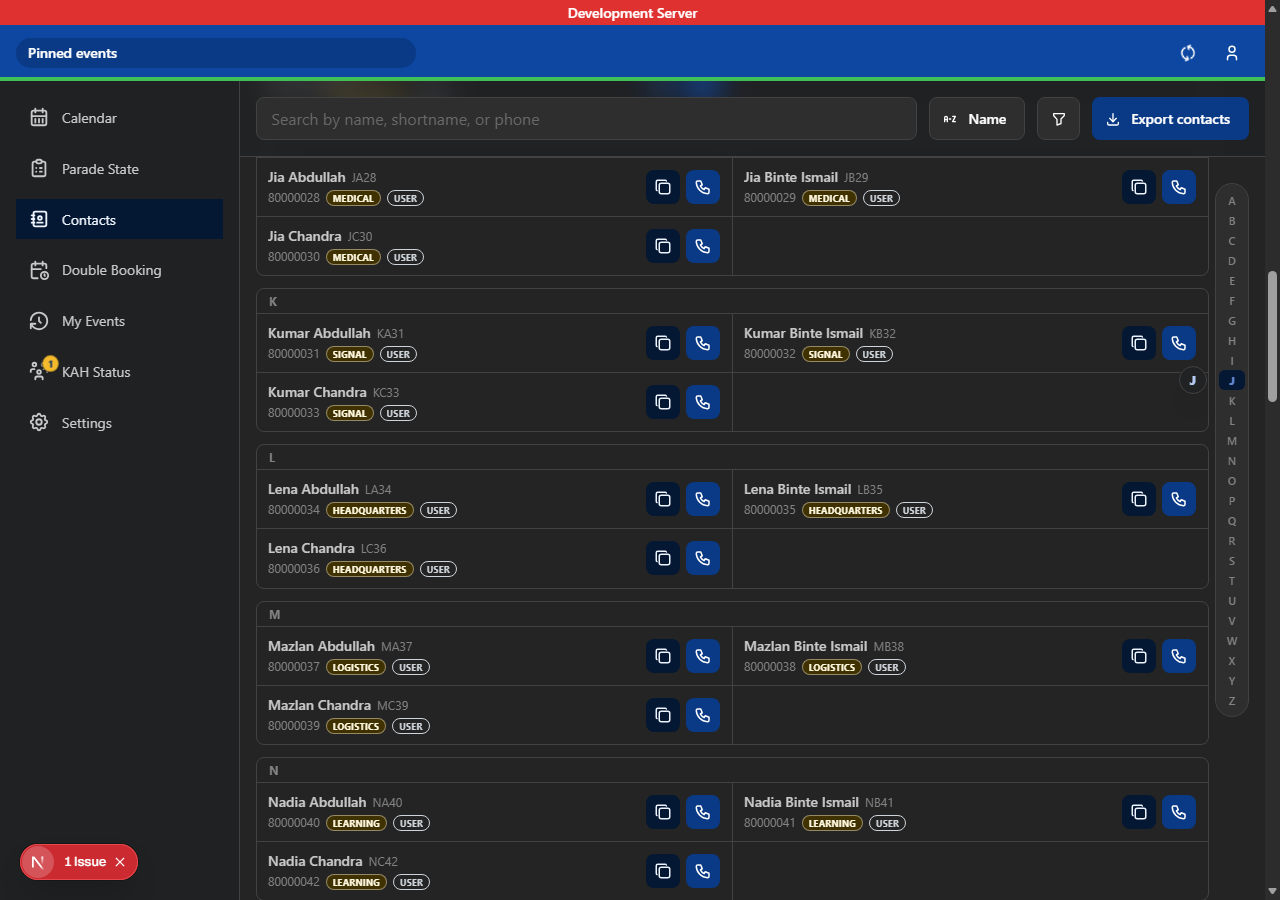 Development Server
Pinned events
Calendar
Parade State
Contacts
Double Booking
My Events
1
KAH Status
Settings
Search by name, shortname, or phone
A-Z Name
Export contacts
Jia Abdullah JA28
80000028 MEDICAL USER
Jia Binte Ismail JB29
80000029 MEDICAL USER
Jia Chandra JC30
80000030 MEDICAL USER
K
Kumar Abdullah KA31
80000031 SIGNAL USER
Kumar Binte Ismail KB32
80000032 SIGNAL USER
Kumar Chandra KC33
80000033 SIGNAL USER
J
L
Lena Abdullah LA34
80000034 HEADQUARTERS USER
Lena Binte Ismail LB35
80000035 HEADQUARTERS USER
Lena Chandra LC36
80000036 HEADQUARTERS USER
M
Mazlan Abdullah MA37
80000037 LOGISTICS USER
Mazlan Binte Ismail MB38
80000038 LOGISTICS USER
Mazlan Chandra MC39
80000039 LOGISTICS USER
N
Nadia Abdullah NA40
80000040 LEARNING USER
Nadia Binte Ismail NB41
80000041 LEARNING USER
Nadia Chandra NC42
80000042 LEARNING USER
A
B
C
D
E
F
G
H
I
J
K
L
M
N
O
P
Q
R
S
T
U
V
W
X
Y
Z
N 1 Issue